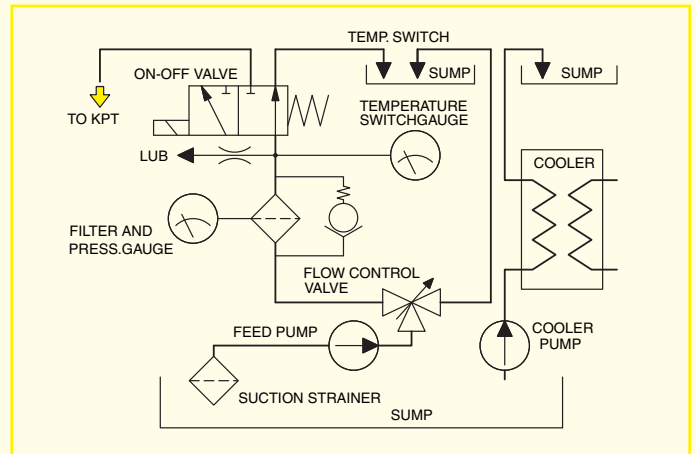 TEMP. SWITCH
ON-OFF VALVE
SUMP
SUMP
TO KPT
TEMPERATURE
SWITCHGAUGE
LUB
COOLER
FILTER AND
PRESS.GAUGE
FLOW CONTROL
VALVE
FEED PUMP
COOLER
PUMP
SUCTION STRAINER
SUMP